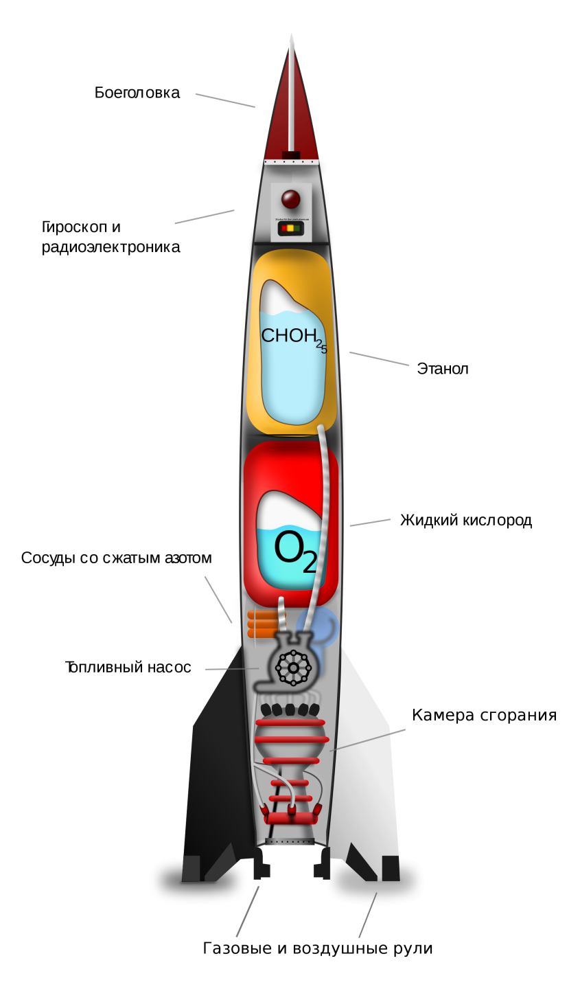 Боеголовка
Гироскоп и
радиоэлектроника
CHOH25
Этанол
Жидкий кислород
O2
Сосуды со сжатым азотом
Топливный насос
Камера сгорания
Газовые и воздушные рули